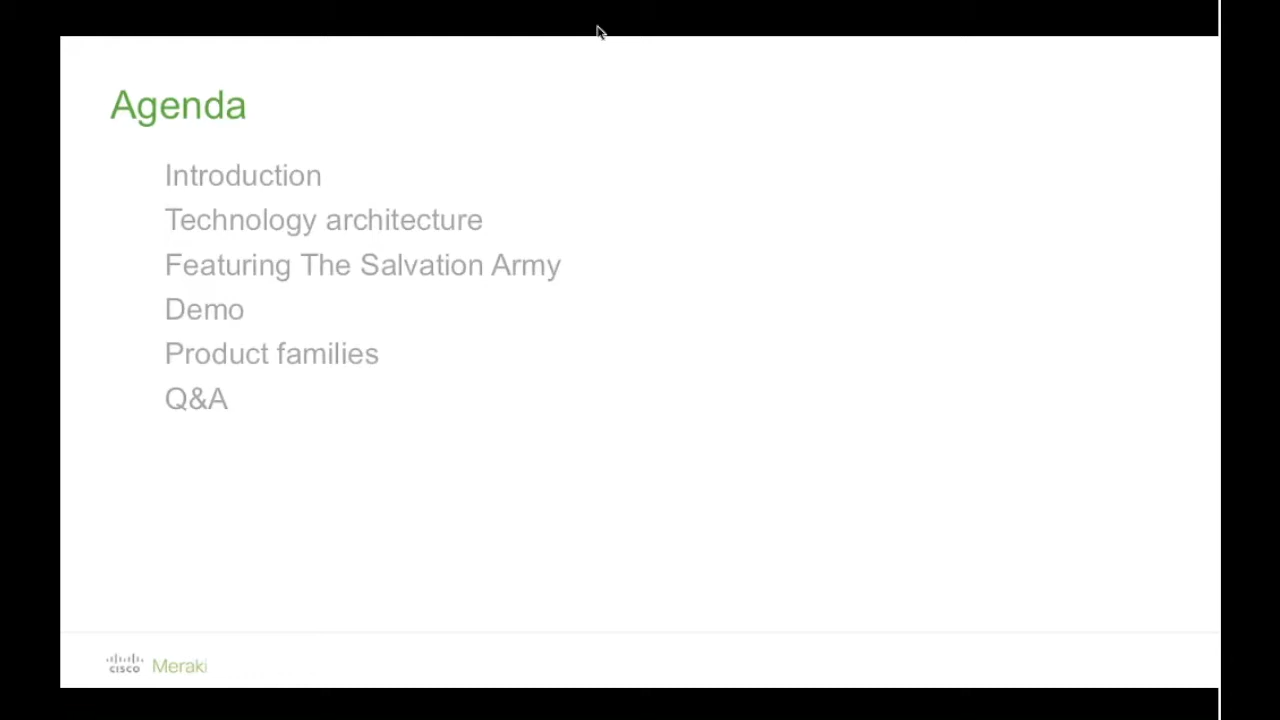 Agenda
Introduction
Technology architecture
Featuring The Salvation Army
Demo
Product families
Q&A
CISCO Meraki